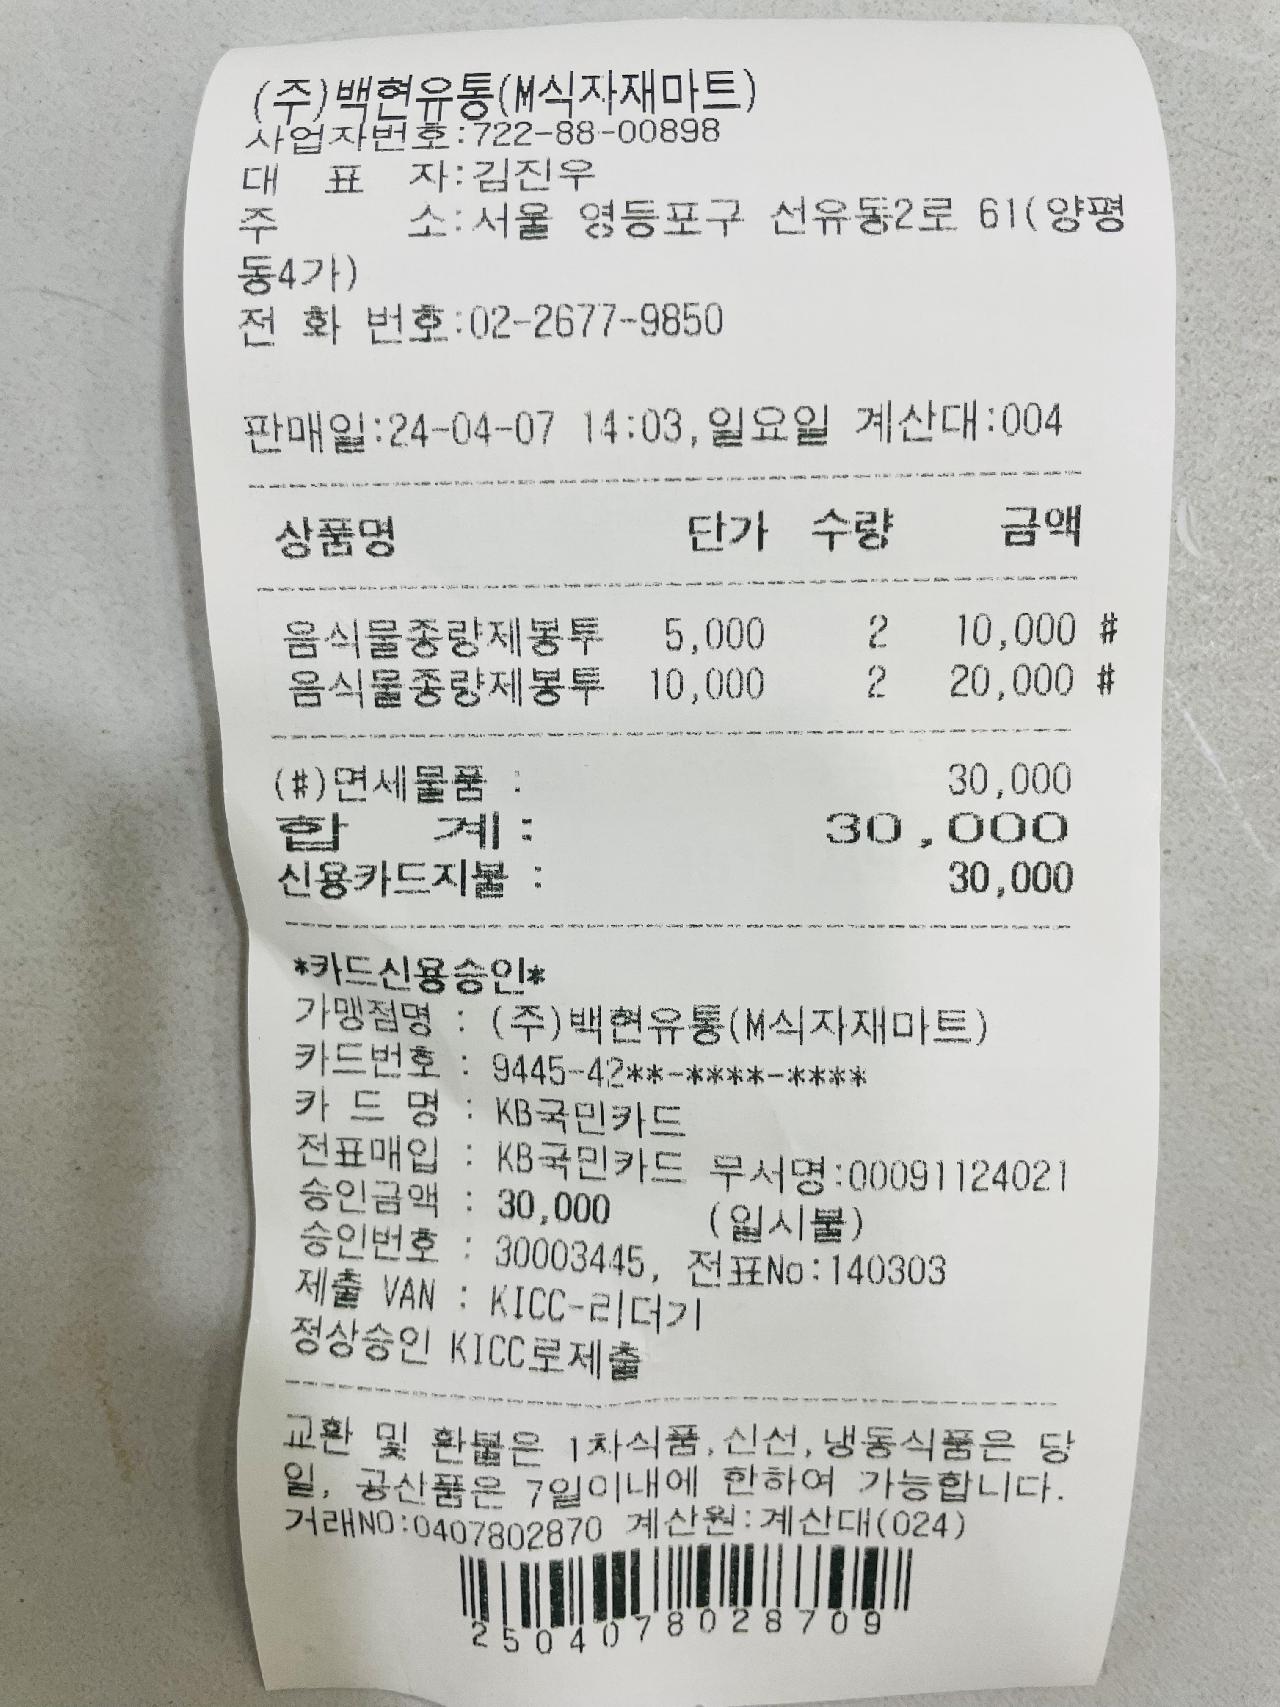 (주)백현유통(M식자재마트)
사업자번호:722-88-00898
대 표 자:김진우
주 소:서울 영등포구 선유동2로 61(양평
동4가)
전 화 번호:02-2677-9850
판매일:24-04-07 14:03,일요일 계산대:004
상품명 단가 수량 금액
음식물종량제봉투 5,000 2 10,000 #
음식물종량제봉투 10,000 2 20,000 #
(#)면세물품 : 30,000
합 계: 30,000
신용카드지불 : 30,000
*카드신용승인*
가맹점명 : (주)백현유통(M식자재마트)
카드번호 : 9445-42**-****-****
카 드 명 : KB국민카드
전표매입 : KB국민카드 무서명:00091124021
승인금액 : 30,000 (일시불)
승인번호 : 30003445, 전표No:140303
제출 VAN : KICC-리더기
정상승인 KICC로제출
교환 및 환불은 1차식품,신선,냉동식품은 당
일, 공산품은 7일이내에 한하여 가능합니다.
거래NO:0407802870 계산원:계산대(024)
2504078028709